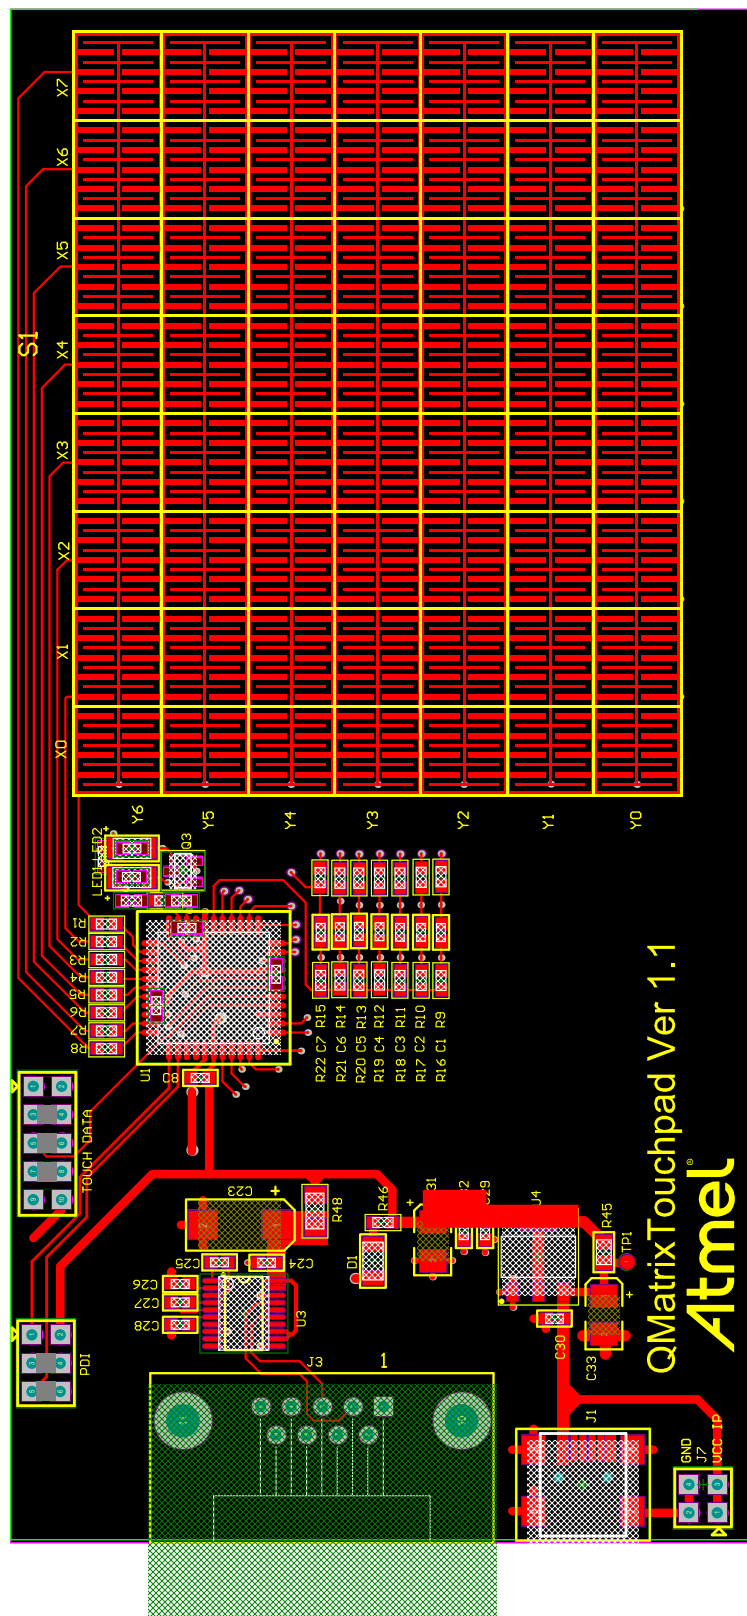 X7
X6
X5
S1
X4
X3
X2
X1
X0
Y6
Y5
Y4
Y3
Y2
Y1
Y0
LED1
LED2
Q3
R1
R2
R3
R4
R5
R6
R7
R8
U1
C8
R22 C7 R15
R21 C6 R14
R20 C5 R13
R19 C4 R12
R18 C3 R11
R17 C2 R10
R16 C1 R9
TOUCH DATA
C23
R48
R46
D1
C29
U4
R45
TP1
C25
C24
C26
C27
C28
U3
C30
C33
PDI
J3
1
J1
GND
J7
VCC IP
QMatrixTouchpad Ver 1.1
Atmel®